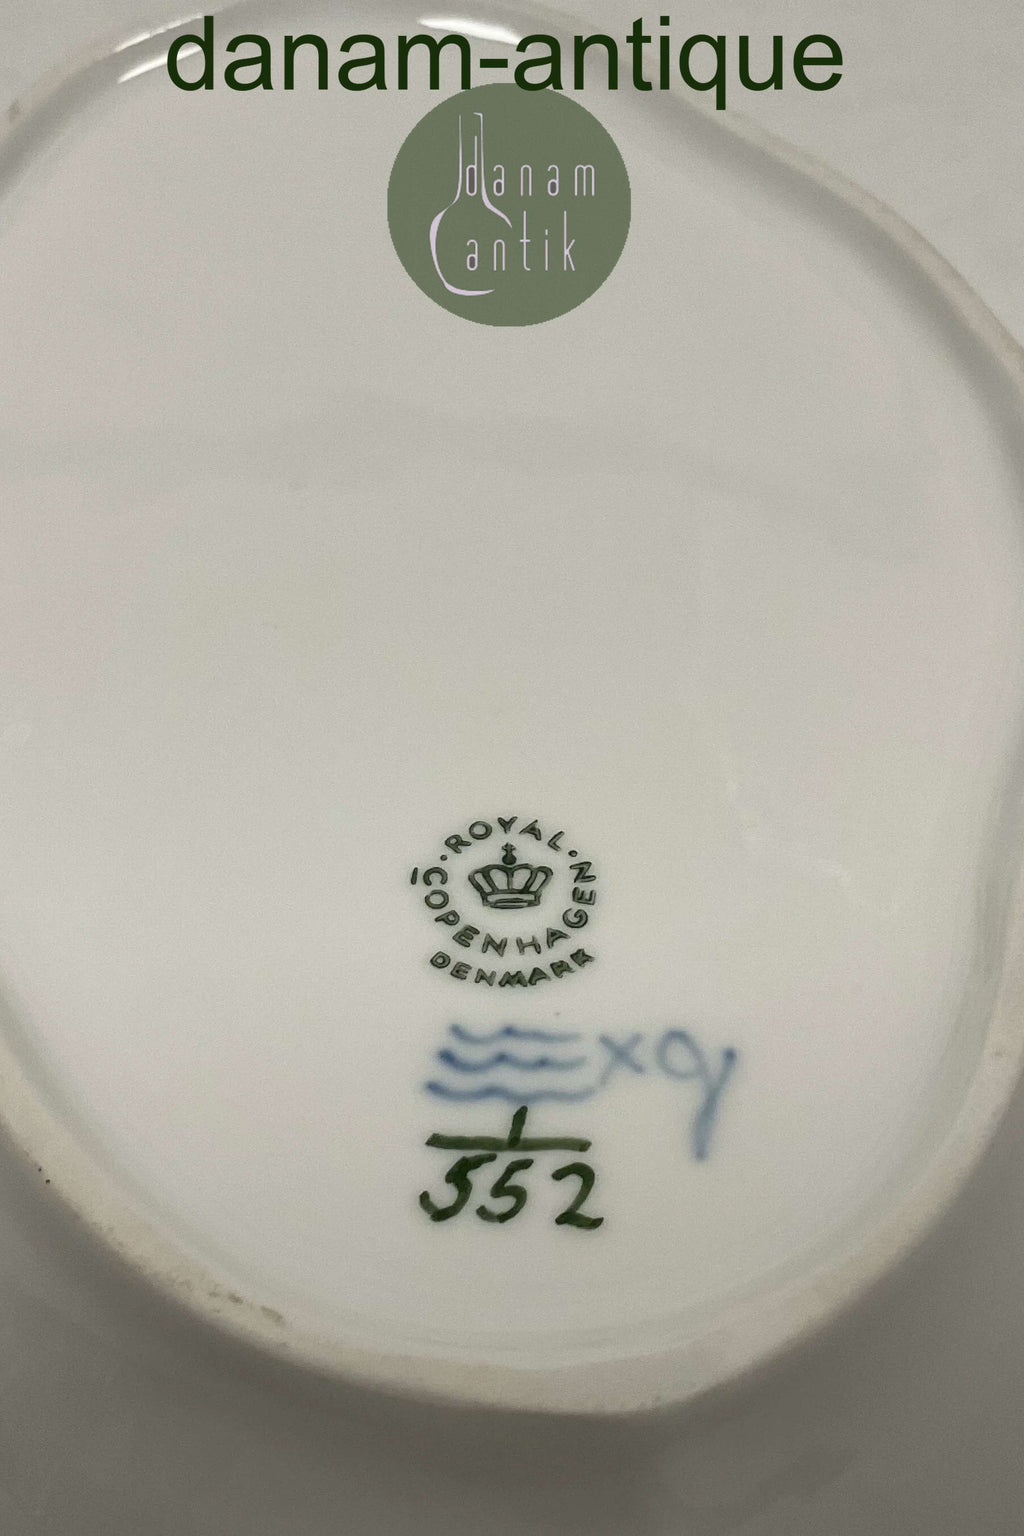 danam-antique
danam
antik
ROYAL
COPENHAGEN
DENMARK
x
1
552